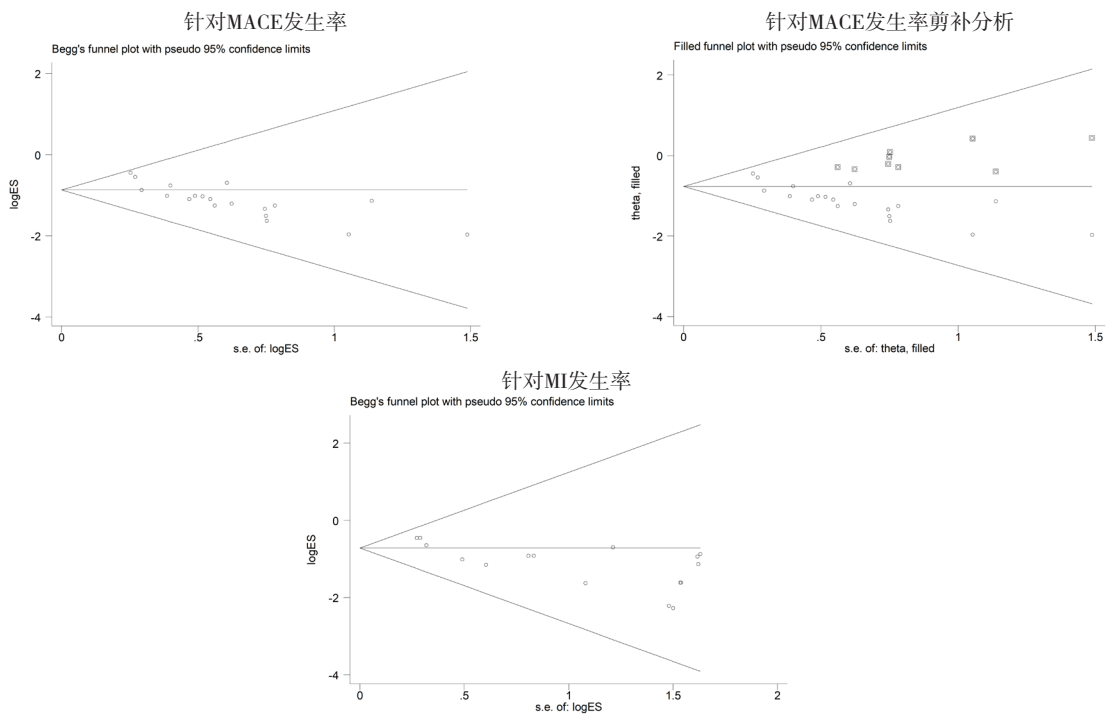 针对MACE发生率
Begg's funnel plot with pseudo 95% confidence limits
logES
2
0
-2
-4
0 .5 1 1.5
s.e. of: logES
针对MACE发生率剪补分析
Filled funnel plot with pseudo 95% confidence limits
theta, filled
2
0
-2
-4
0 .5 1 1.5
s.e. of: theta, filled
针对MI发生率
Begg's funnel plot with pseudo 95% confidence limits
logES
2
0
-2
-4
0 .5 1 1.5 2
s.e. of: logES